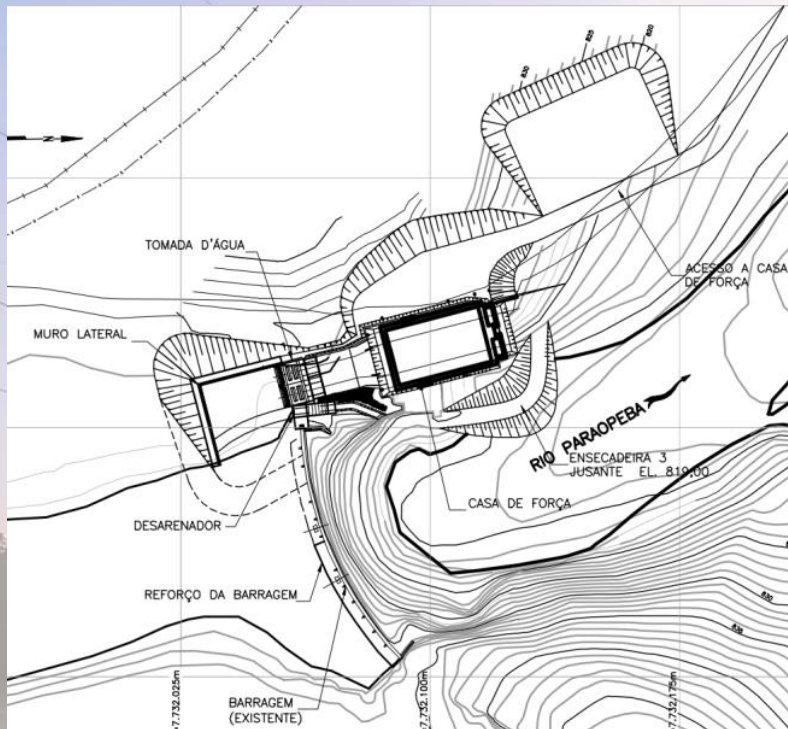 830
825
820
N
TOMADA D'ÁGUA
MURO LATERAL
ACESSO A CASA
DE FORÇA
RIO PARAOPEBA
ENSECADEIRA 3
JUSANTE EL. 819,00
CASA DE FORÇA
DESARENADOR
REFORÇO DA BARRAGEM
BARRAGEM
(EXISTENTE)
7.732.025m
7.732.100m
7.732.175m
830
835